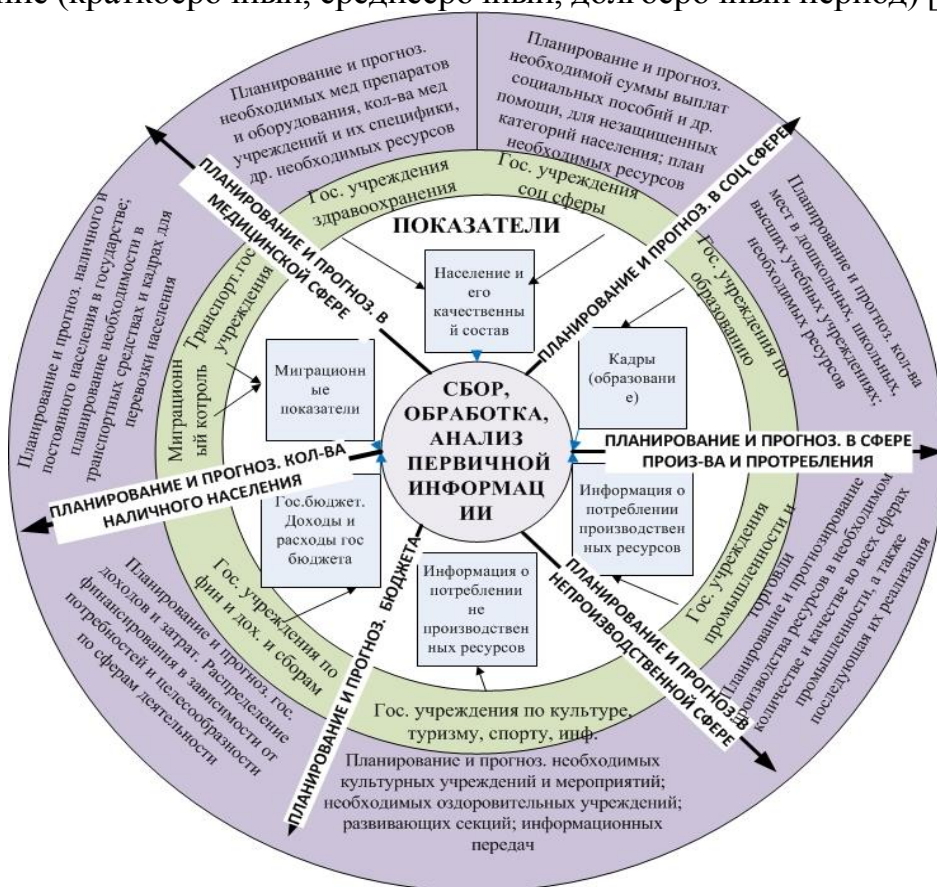 ние (краткосрочный, среднесрочный, долгосрочный период) [
Планирование и прогноз.
необходимых мед препаратов
и оборудования, кол-ва мед
учреждений и их специфики,
др. необходимых ресурсов
Планирование и прогноз.
необходимой суммы выплат
социальных пособий и др.
помощи, для незащищенных
категорий населения; план
необходимых ресурсов
Гос. учреждения
здравоохранения
Гос. учреждения
соц сферы
ПЛАНИРОВАНИЕ И ПРОГНОЗ. В
МЕДИЦИНСКОЙ СФЕРЕ
ПЛАНИРОВАНИЕ И ПРОГНОЗ. В СОЦ СФЕРЕ
Планирование и прогноз. кол-ва
мест в дошкольных, школьных,
высших учебных учреждениях;
необходимых ресурсов
Гос. учреждения по
образованию
Планирование и прогноз. наличного и
постоянного населения в государстве;
планирование необходимости в
транспортных средствах и кадрах для
перевозки населения
Транспорт.гос
учреждения
Миграционн
ый контроль
ПОКАЗАТЕЛИ
Население и
его
качественны
й состав
Миграционн
ые
показатели
Кадры
(образовани
е)
СБОР,
ОБРАБОТКА,
АНАЛИЗ
ПЕРВИЧНОЙ
ИНФОРМАЦ
ИИ
ПЛАНИРОВАНИЕ И ПРОГНОЗ. В СФЕРЕ
ПРОИЗ-ВА И ПРОТРЕБЛЕНИЯ
ПЛАНИРОВАНИЕ И ПРОГНОЗ. КОЛ-ВА
НАЛИЧНОГО НАСЕЛЕНИЯ
Гос.бюджет.
Доходы и
расходы гос
бюджета
Информация о
потреблении
не
производствен
ных ресурсов
Информация о
потреблении
производствен
ных ресурсов
Гос. учреждения
промышленности и
торговли
Планирование и прогнозирование
производства ресурсов в необходимом
количестве и качестве во всех сферах
промышленности, а также
последующая их реализация
ПЛАНИРОВАНИЕ И ПРОГНОЗ. В
НЕПРОИЗВОДСТВЕННОЙ СФЕРЕ
ПЛАНИРОВАНИЕ И ПРОГНОЗ. БЮДЖЕТА
Гос. учреждения по
фин и дох. и сборам
Планирование и прогноз. гос.
доходов и затрат. Распределение
финансирования в зависимости от
потребностей и целесообразности
по сферам деятельности
Гос. учреждения по культуре,
туризму, спорту, инф.
Планирование и прогноз. необходимых
культурных учреждений и мероприятий;
необходимых оздоровительных учреждений;
развивающих секций; информационных
передач